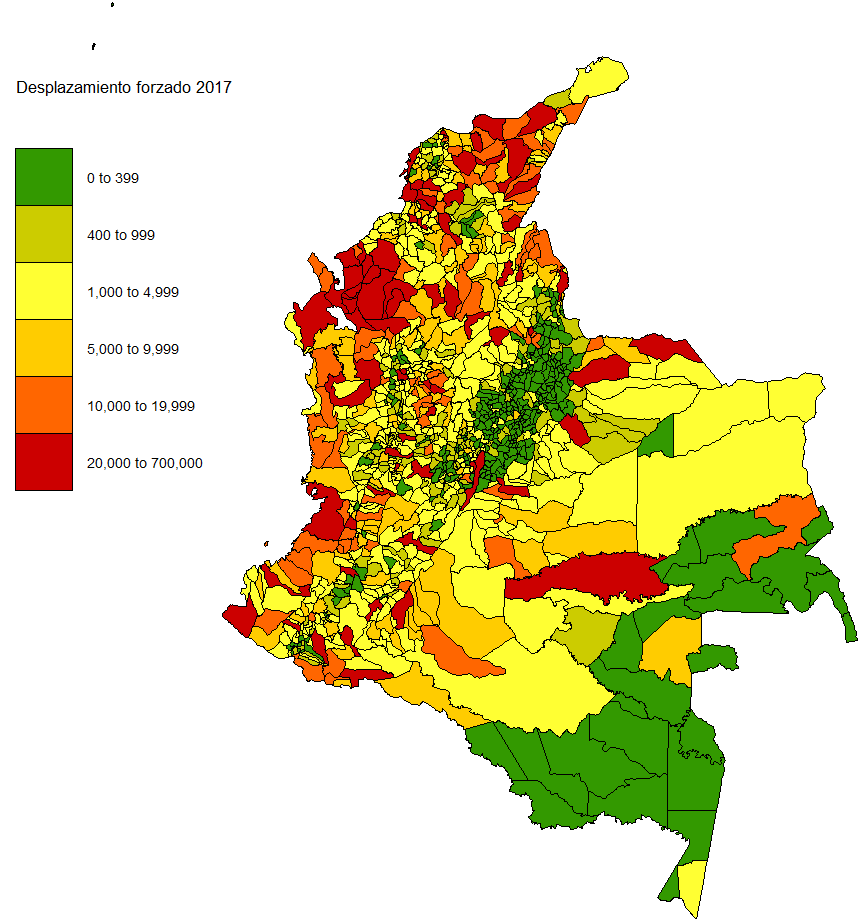 Desplazamiento forzado 2017
0 to 399
400 to 999
1,000 to 4,999
5,000 to 9,999
10,000 to 19,999
20,000 to 700,000